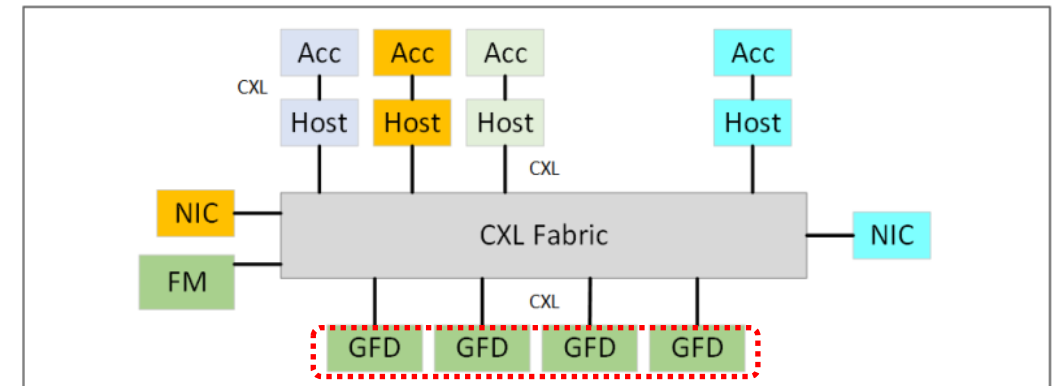 Acc Acc Acc Acc
CXL
Host Host Host Host
CXL
NIC
CXL Fabric
NIC
FM
CXL
GFD GFD GFD GFD